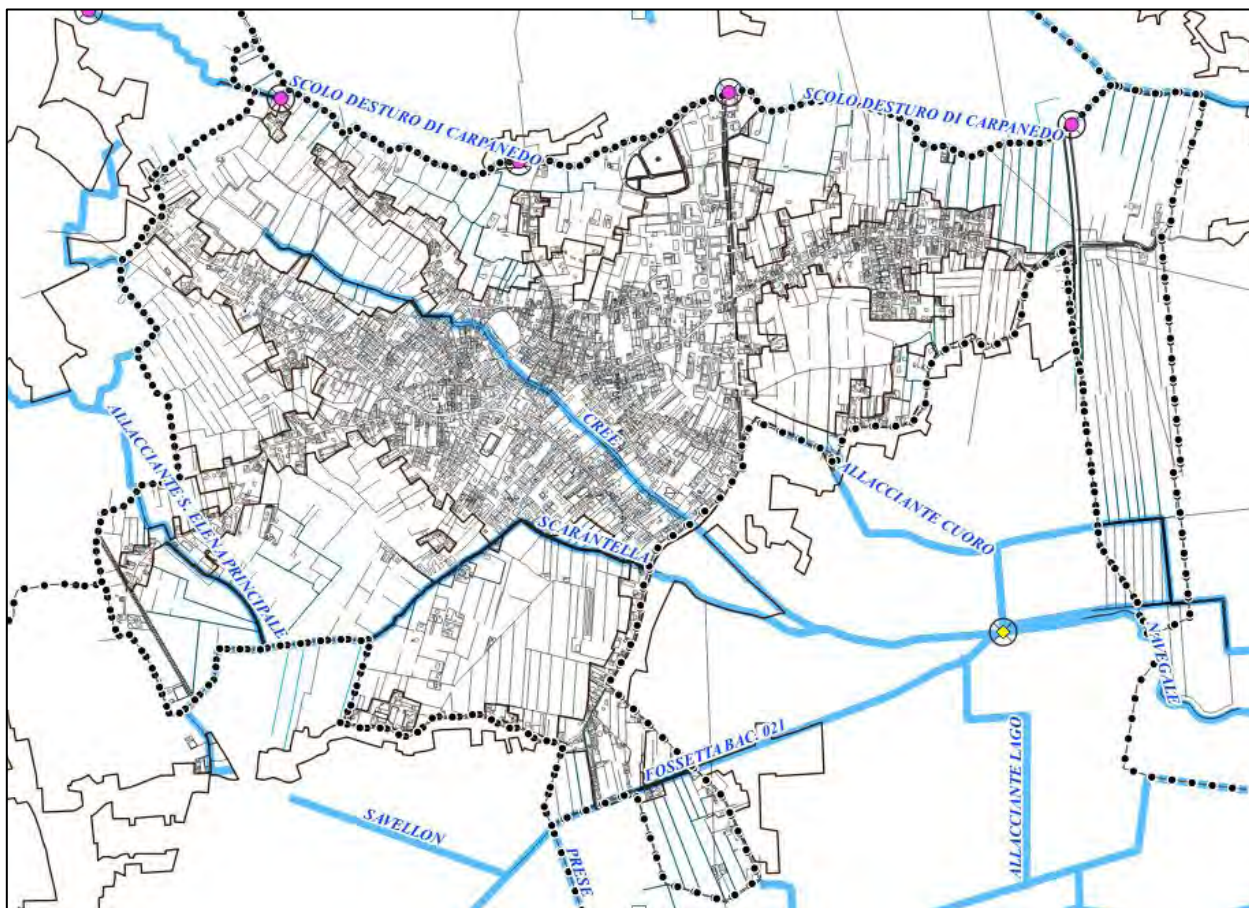 SCOLO DESTURO DI CARPANEDO
SCOLO DESTURO DI CARPANEDO
CREE
ALLACCIANTE S. ELENA PRINCIPALE
SCARANTELLA
ALLACCIANTE CUORO
NAVEGALE
FOSSETTA BAC. 021
ALLACCIANTE LAGO
SAVELLON
PRESE